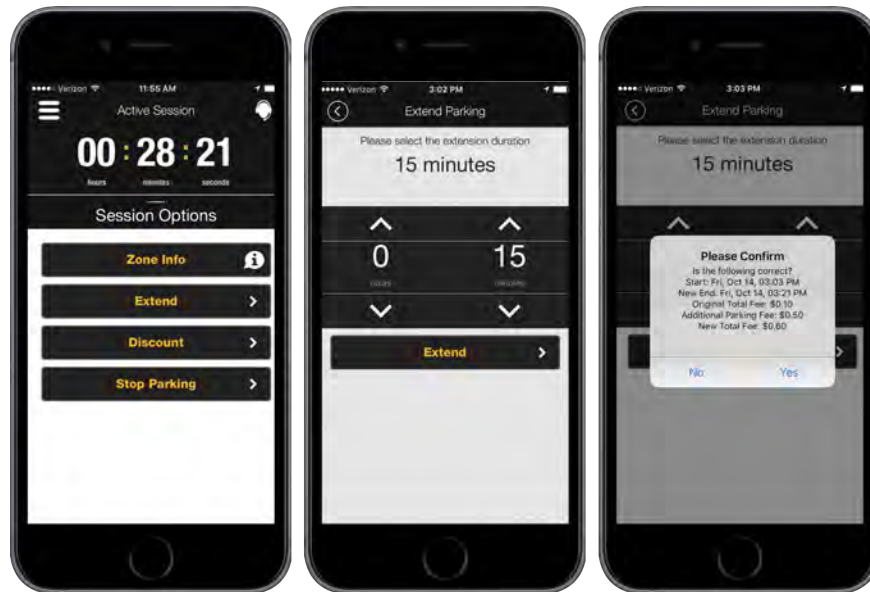 Verizon 11:55 AM
Active Session
00 : 28 : 21
hours minutes seconds
Session Options
Zone Info
Extend >
Discount >
Stop Parking >
Verizon 3:02 PM
Extend Parking
Please select the extension duration
15 minutes
0 15
hours minutes
Extend >
Verizon 3:03 PM
Extend Parking
Please select the extension duration
15 minutes
Please Confirm
Is the following correct?
Start: Fri, Oct 14, 03:03 PM
New End: Fri, Oct 14, 03:21 PM
Original Total Fee: $0.10
Additional Parking Fee: $0.50
New Total Fee: $0.60
No Yes